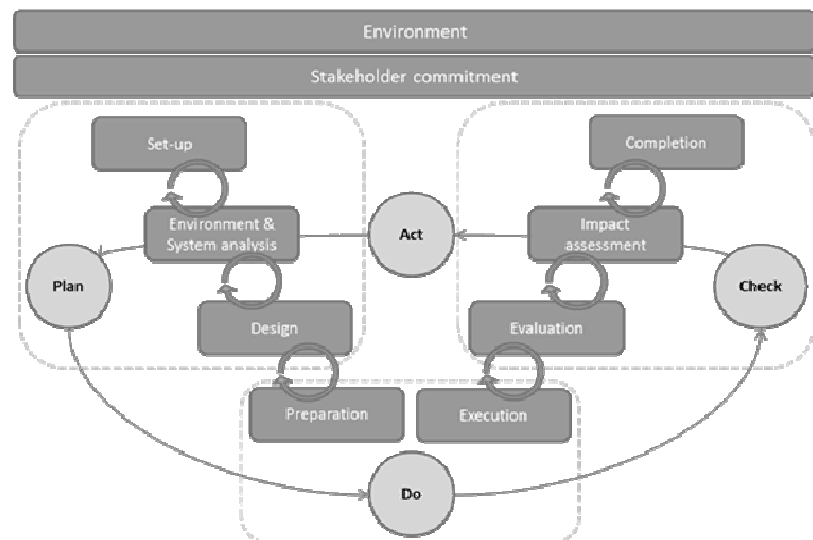 Environment
Stakeholder commitment
Set-up
Completion
Environment &
System analysis
Act
Impact
assessment
Plan
Check
Design
Evaluation
Preparation
Execution
Do